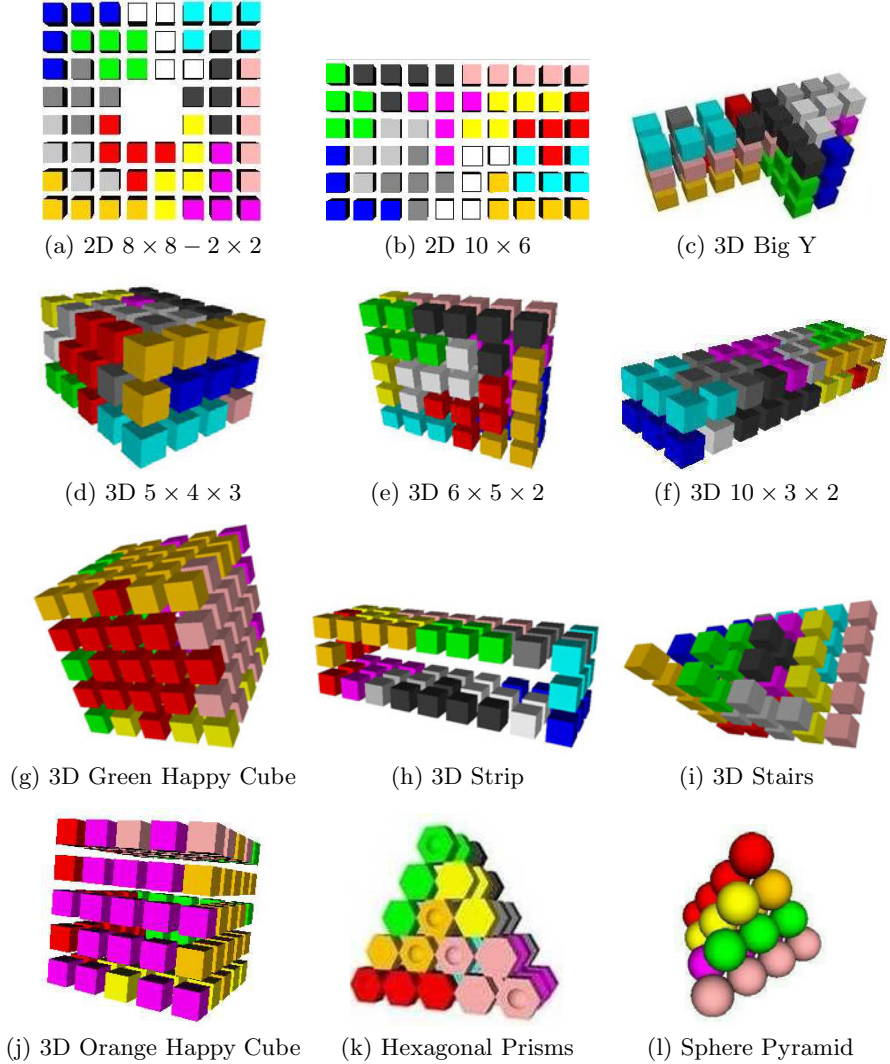 (a) 2D 8 × 8 − 2 × 2
(b) 2D 10 × 6
(c) 3D Big Y
(d) 3D 5 × 4 × 3
(e) 3D 6 × 5 × 2
(f) 3D 10 × 3 × 2
(g) 3D Green Happy Cube
(h) 3D Strip
(i) 3D Stairs
(j) 3D Orange Happy Cube
(k) Hexagonal Prisms
(l) Sphere Pyramid